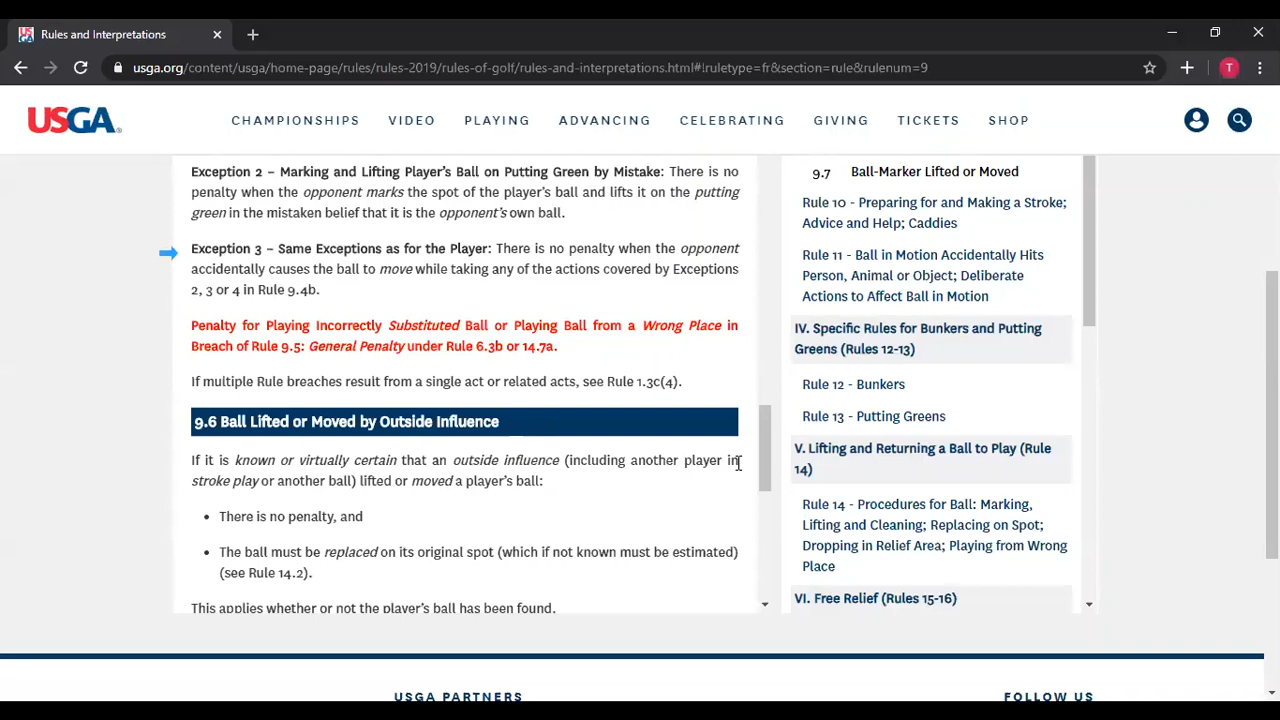 Rules and Interpretations
usga.org/content/usga/home-page/rules/rules-2019/rules-of-golf/rules-and-interpretations.html#!ruletype=fr&section=rule&rulenum=9
T
USGA
CHAMPIONSHIPS VIDEO PLAYING ADVANCING CELEBRATING GIVING TICKETS SHOP
Exception 2 – Marking and Lifting Player's Ball on Putting Green by Mistake: There is no
penalty when the opponent marks the spot of the player's ball and lifts it on the putting
green in the mistaken belief that it is the opponent's own ball.
Exception 3 – Same Exceptions as for the Player: There is no penalty when the opponent
accidentally causes the ball to move while taking any of the actions covered by Exceptions
2, 3 or 4 in Rule 9.4b.
Penalty for Playing Incorrectly Substituted Ball or Playing Ball from a Wrong Place in
Breach of Rule 9.5: General Penalty under Rule 6.3b or 14.7a.
If multiple Rule breaches result from a single act or related acts, see Rule 1.3c(4).
9.6 Ball Lifted or Moved by Outside Influence
If it is known or virtually certain that an outside influence (including another player in
stroke play or another ball) lifted or moved a player's ball:
• There is no penalty, and
• The ball must be replaced on its original spot (which if not known must be estimated)
(see Rule 14.2).
This applies whether or not the player's ball has been found.
9.7 Ball-Marker Lifted or Moved
Rule 10 - Preparing for and Making a Stroke;
Advice and Help; Caddies
Rule 11 - Ball in Motion Accidentally Hits
Person, Animal or Object; Deliberate
Actions to Affect Ball in Motion
IV. Specific Rules for Bunkers and Putting
Greens (Rules 12-13)
Rule 12 - Bunkers
Rule 13 - Putting Greens
V. Lifting and Returning a Ball to Play (Rule
14)
Rule 14 - Procedures for Ball: Marking,
Lifting and Cleaning; Replacing on Spot;
Dropping in Relief Area; Playing from Wrong
Place
VI. Free Relief (Rules 15-16)
USGA PARTNERS
FOLLOW US